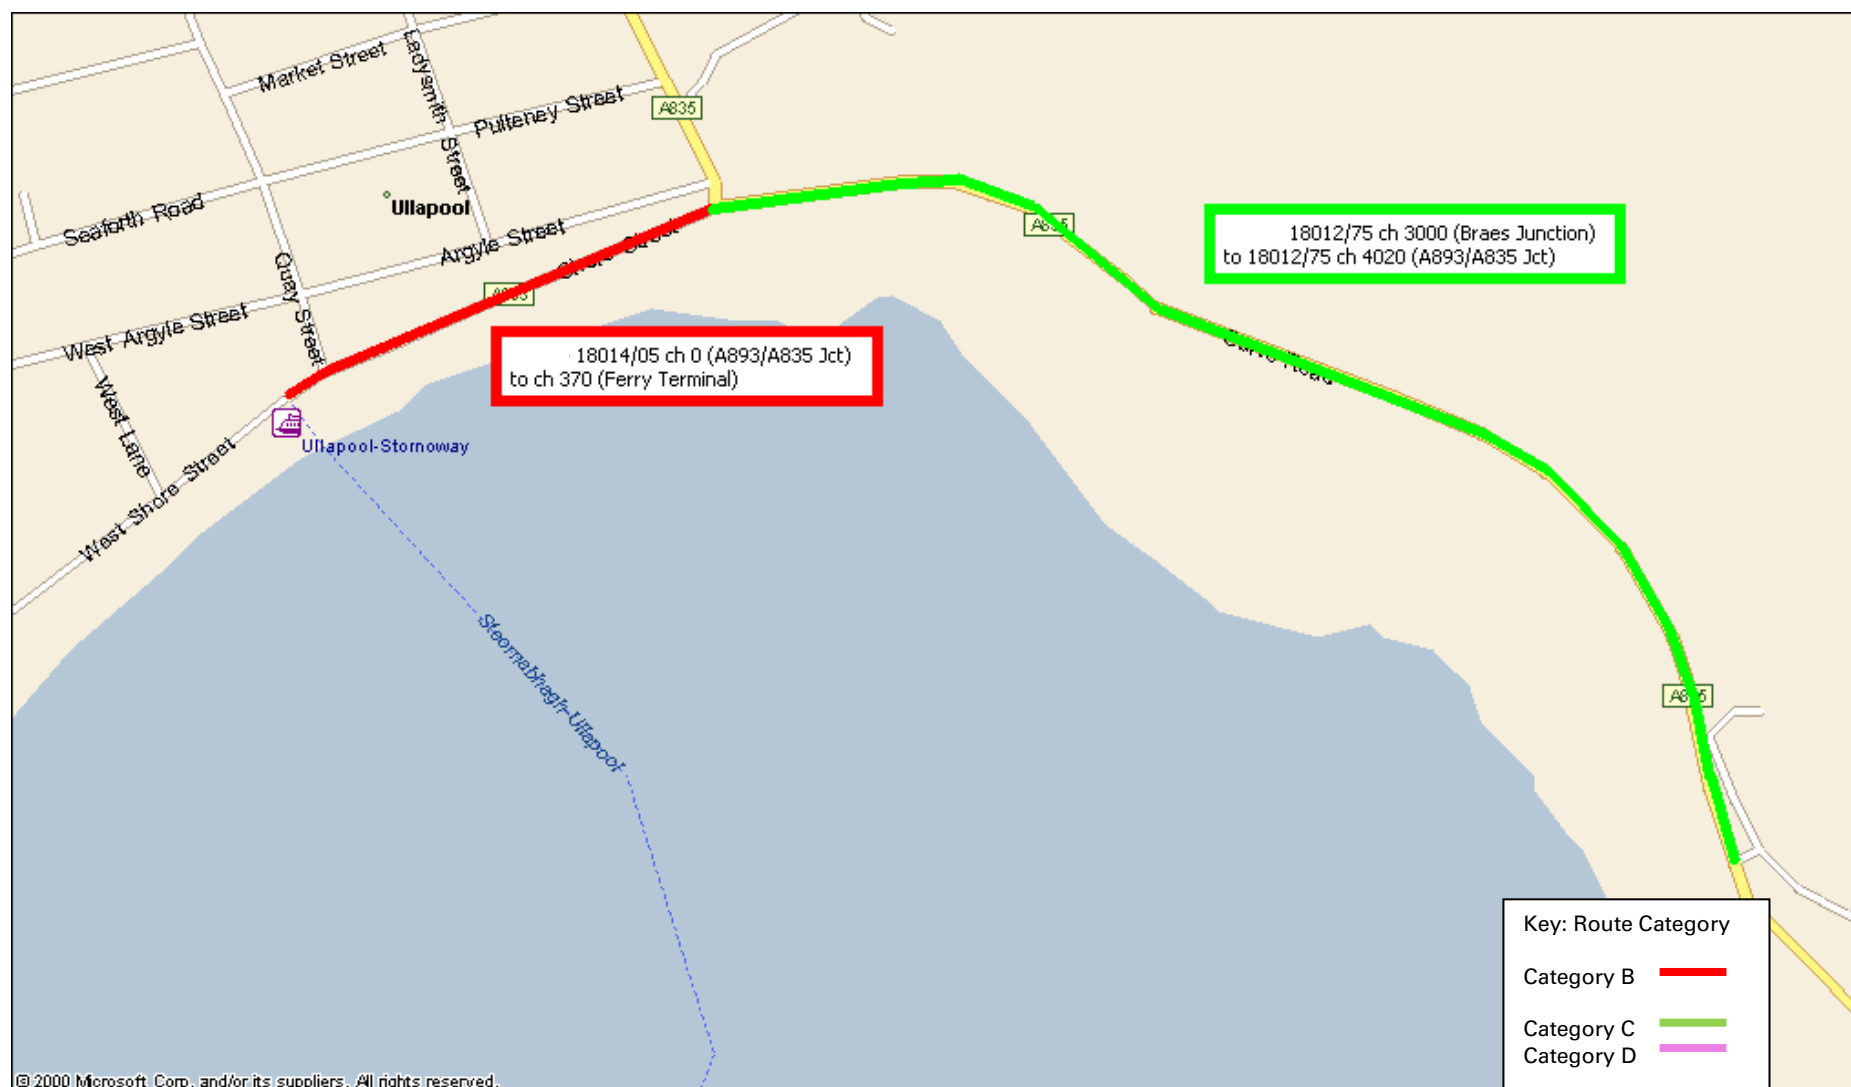 Market Street
Ladysmith Street
Pulteney Street
A835
Ullapool
Seaforth Road
Argyle Street
Street
A835
Quay Street
West Argyle Street
18012/75 ch 3000 (Braes Junction)
to 18012/75 ch 4020 (A893/A835 Jct)
18014/05 ch 0 (A893/A835 Jct)
to ch 370 (Ferry Terminal)
Road
West Lane
West Shore Street
Ullapool-Stornoway
Steornabhagh-Ullapool
Key: Route Category
Category B
Category C
Category D
© 2000 Microsoft Corp. and/or its suppliers. All rights reserved.